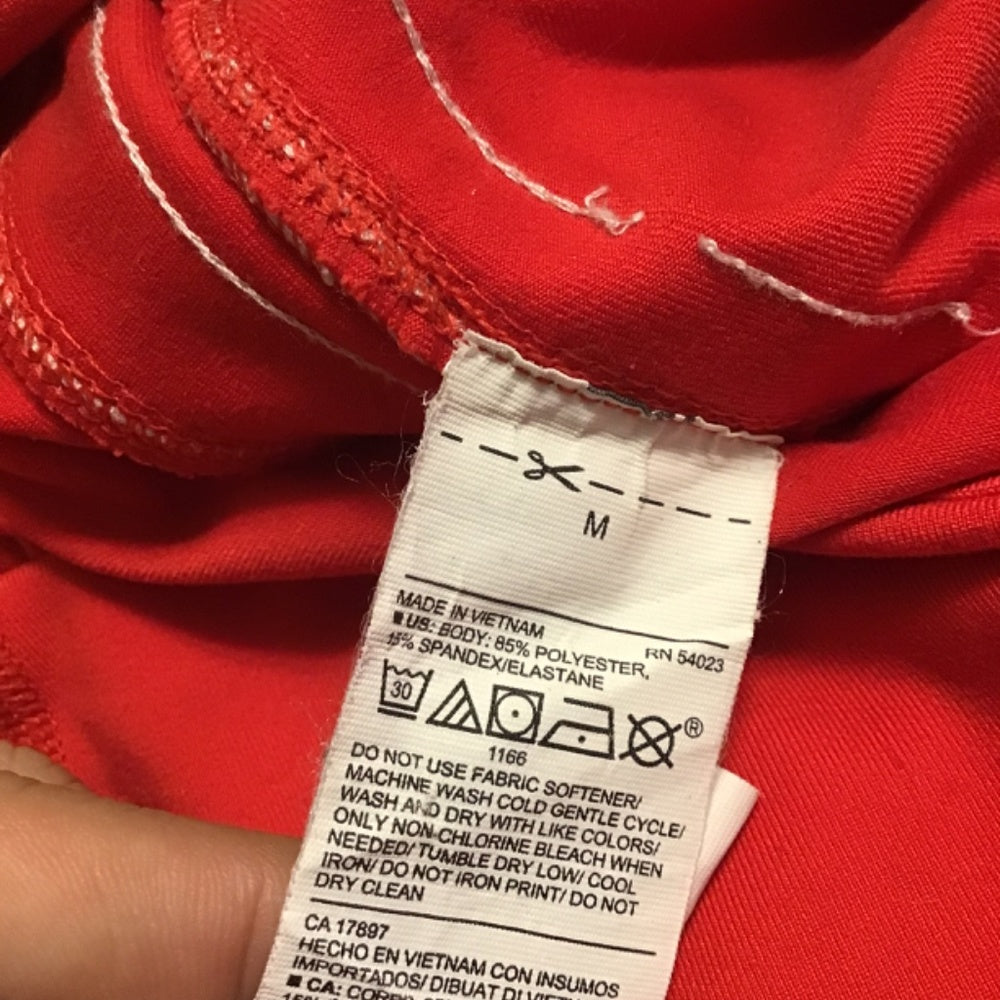 M
MADE IN VIETNAM
RN 54023
US: BODY: 85% POLYESTER,
15% SPANDEX/ELASTANE
30
®
1166
DO NOT USE FABRIC SOFTENER/
MACHINE WASH COLD GENTLE CYCLE/
WASH AND DRY WITH LIKE COLORS/
ONLY NON-CHLORINE BLEACH WHEN
NEEDED/ TUMBLE DRY LOW/ COOL
IRON/ DO NOT IRON PRINT/ DO NOT
DRY CLEAN
CA 17897
HECHO EN VIETNAM CON INSUMOS
IMPORTADOS/ DIBUAT DI
CA: